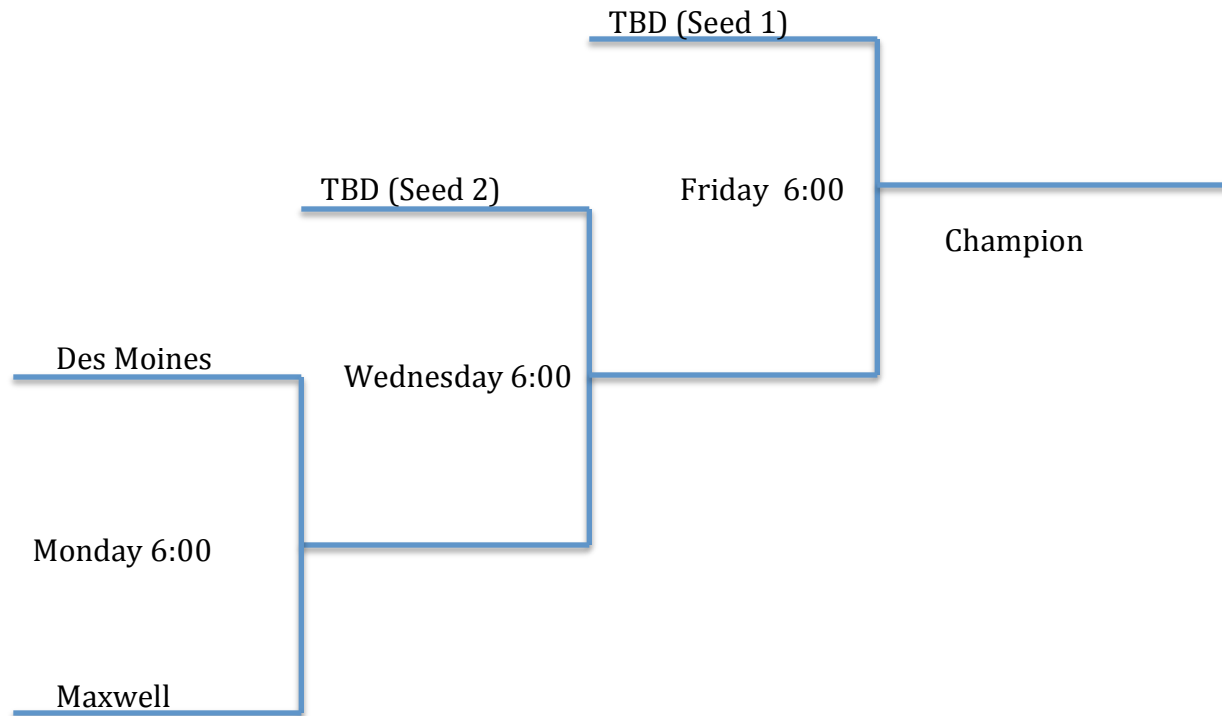 TBD (Seed 1)
TBD (Seed 2)
Friday  6:00
Champion
Des Moines
Wednesday 6:00
Monday 6:00
Maxwell